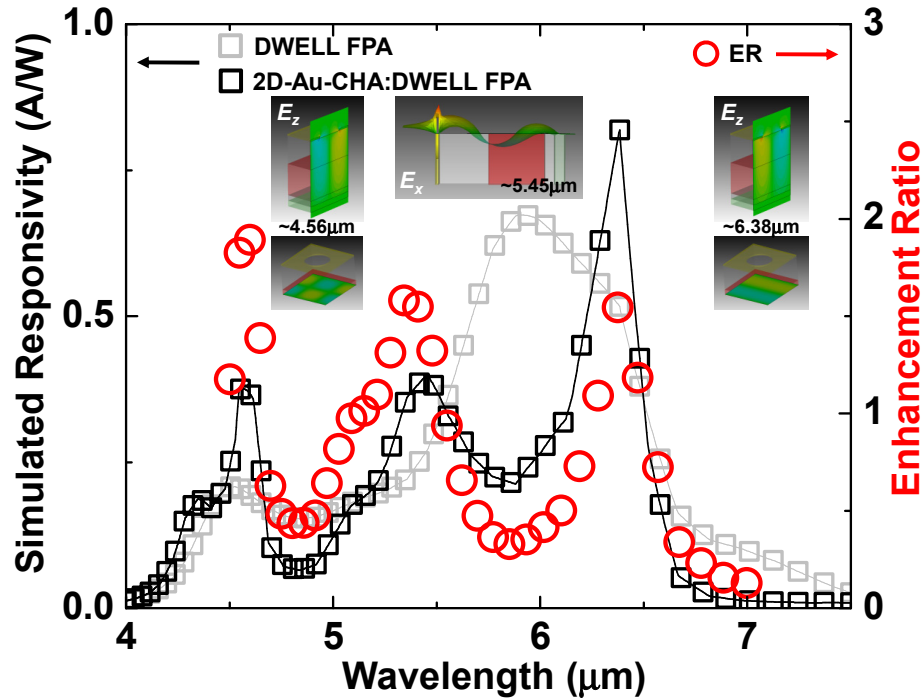 1.0
0.5
0.0
Simulated Responsivity (A/W)
DWELL FPA
2D-Au-CHA:DWELL FPA
ER
Ez
~4.56μm
Ex
~5.45μm
Ez
~6.38μm
3
2
1
0
Enhancement Ratio
4
5
6
7
Wavelength (μm)